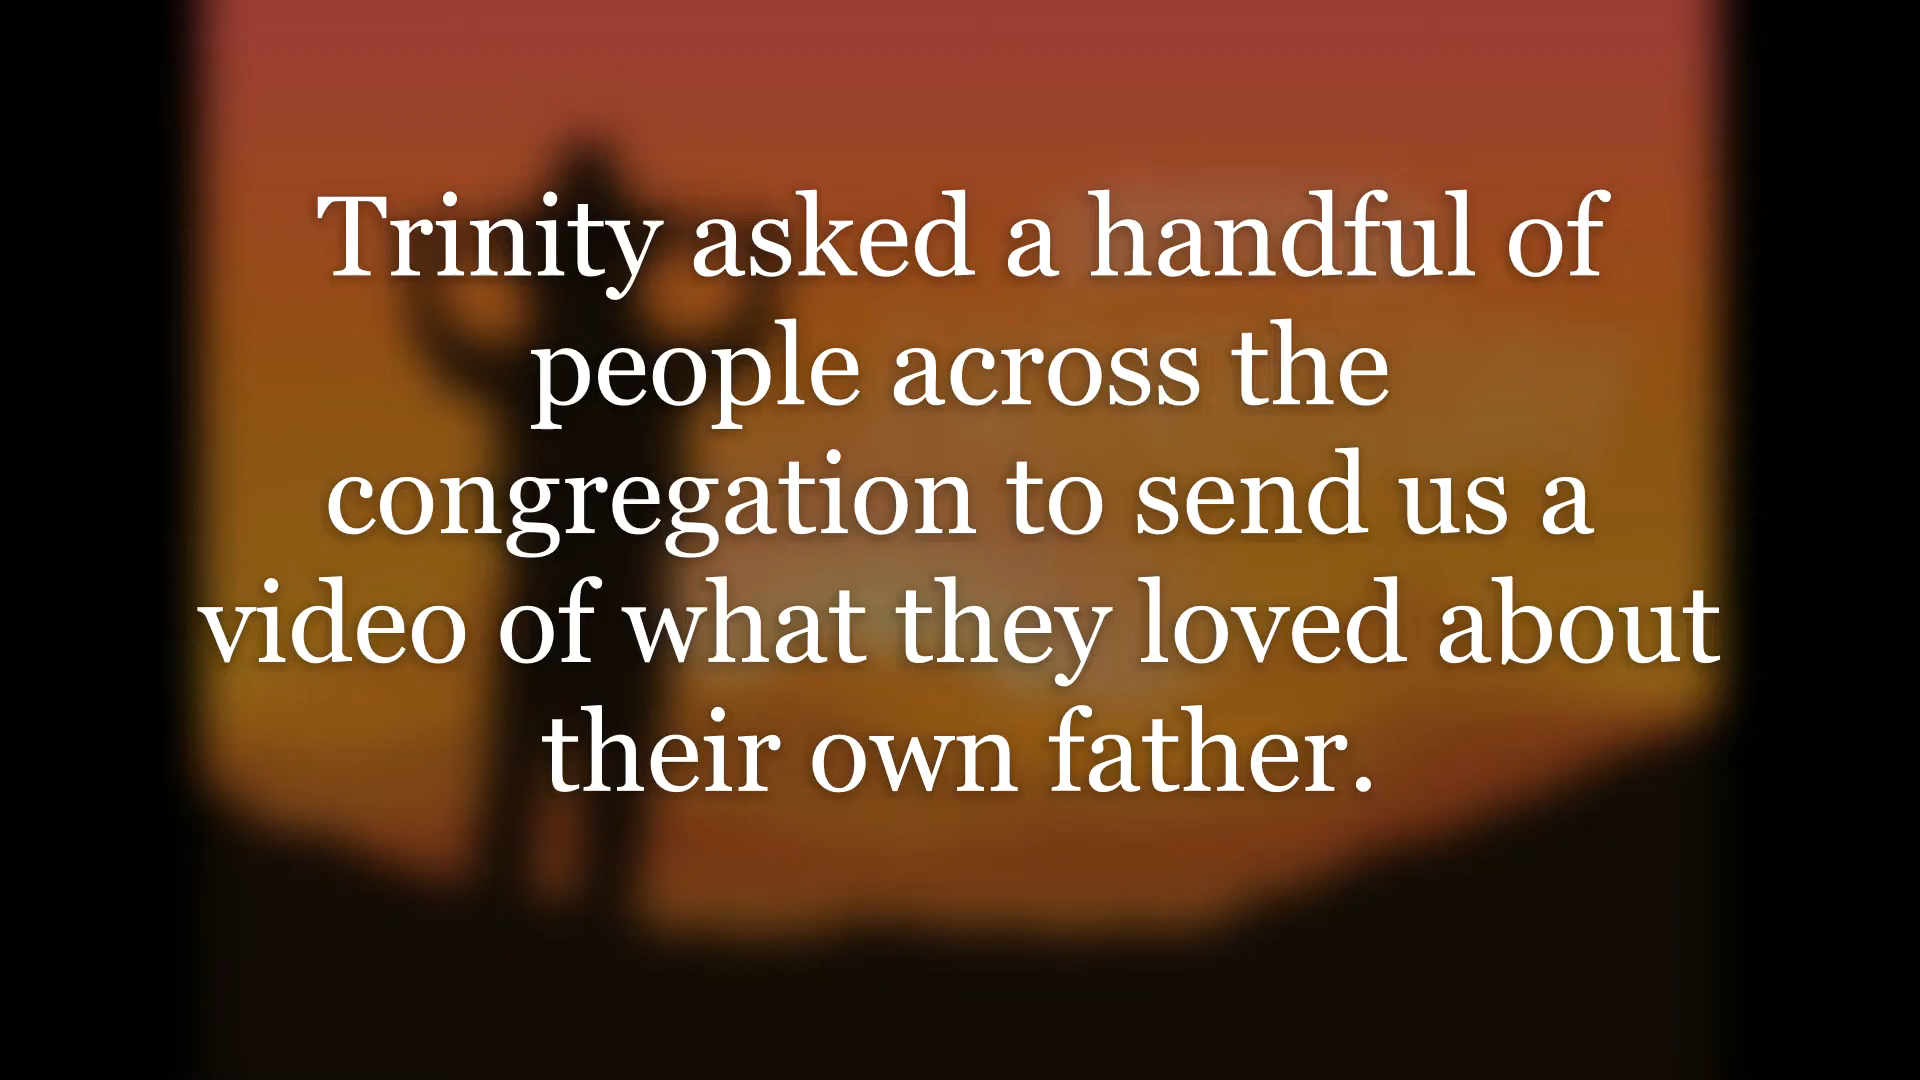 Trinity asked a handful of
people across the
congregation to send us a
video of what they loved about
their own father.